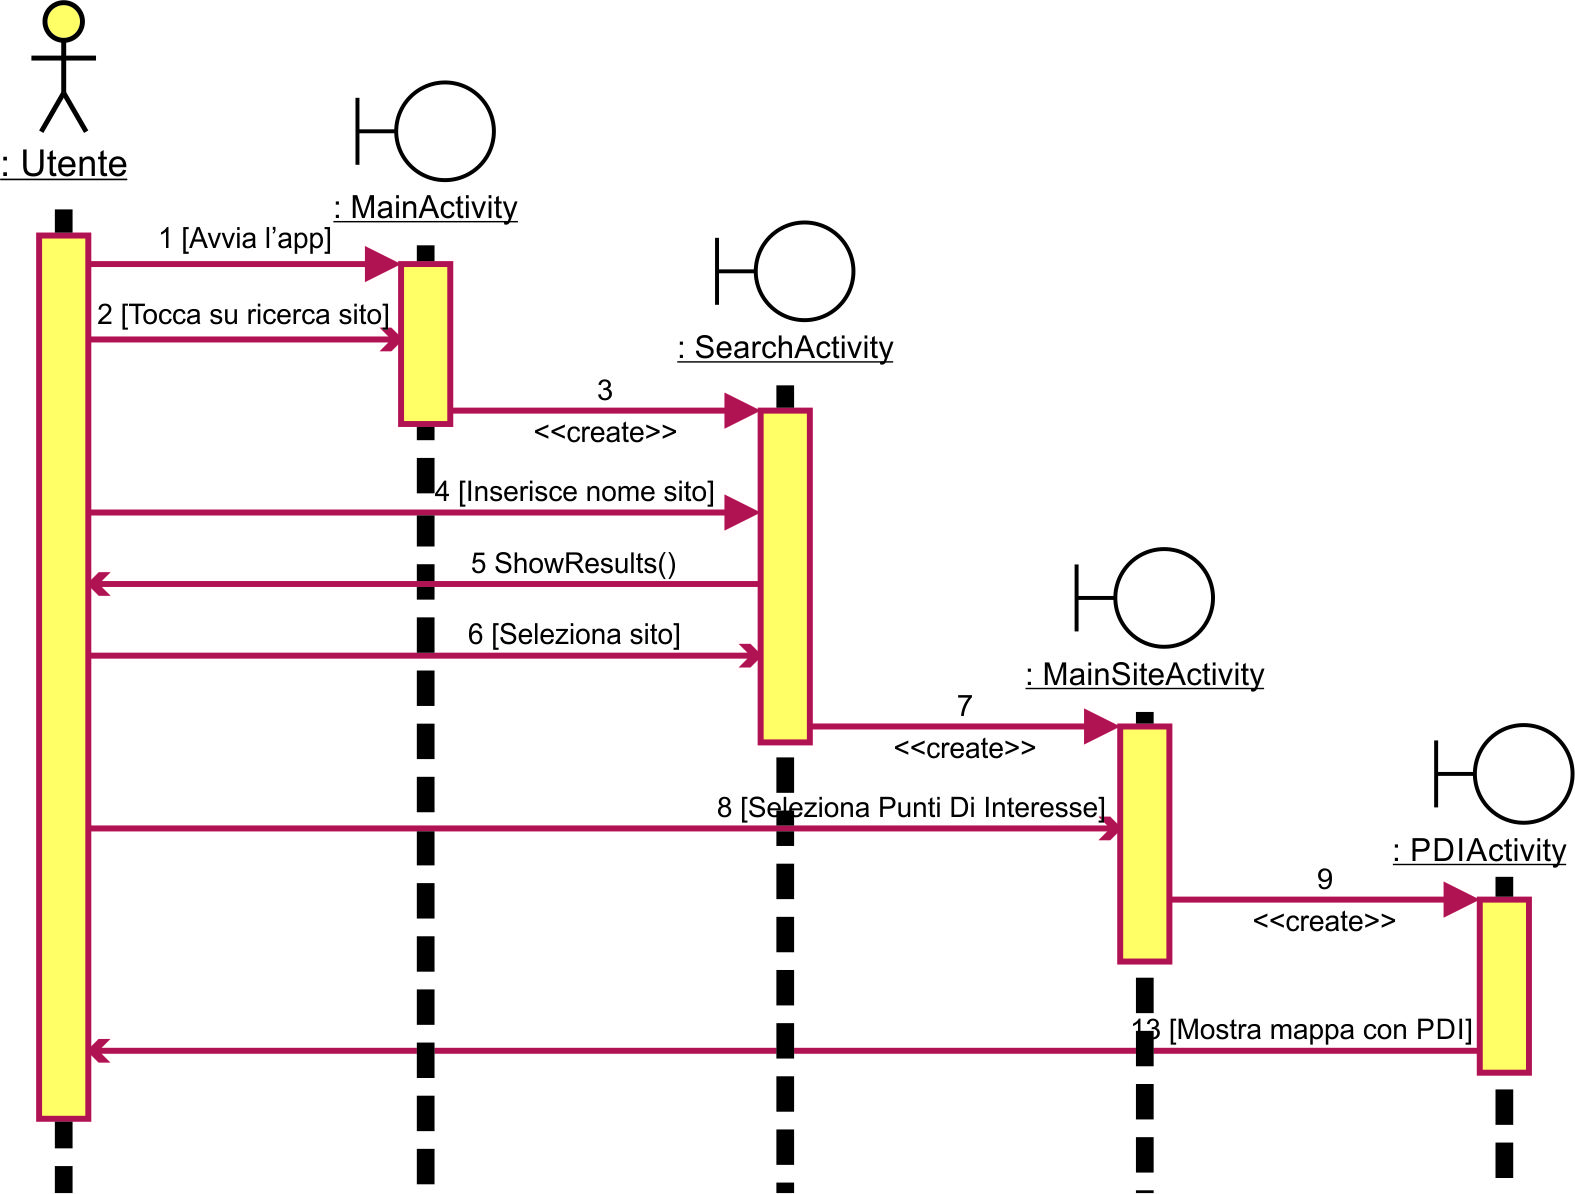 : Utente
: MainActivity
1 [Avvia l’app]
2 [Tocca su ricerca sito]
: SearchActivity
3
<<create>>
4 [Inserisce nome sito]
5 ShowResults()
6 [Seleziona sito]
: MainSiteActivity
7
<<create>>
8 [Seleziona Punti Di Interesse]
: PDIActivity
9
<<create>>
13 [Mostra mappa con PDI]